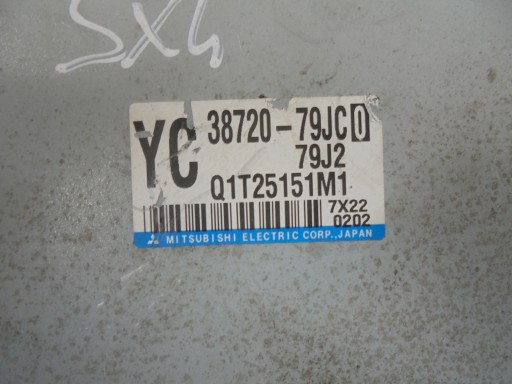 SX4
YC 38720-79JC0
79J2
Q1T25151M1
7X22
0202
MITSUBISHI ELECTRIC CORP., JAPAN